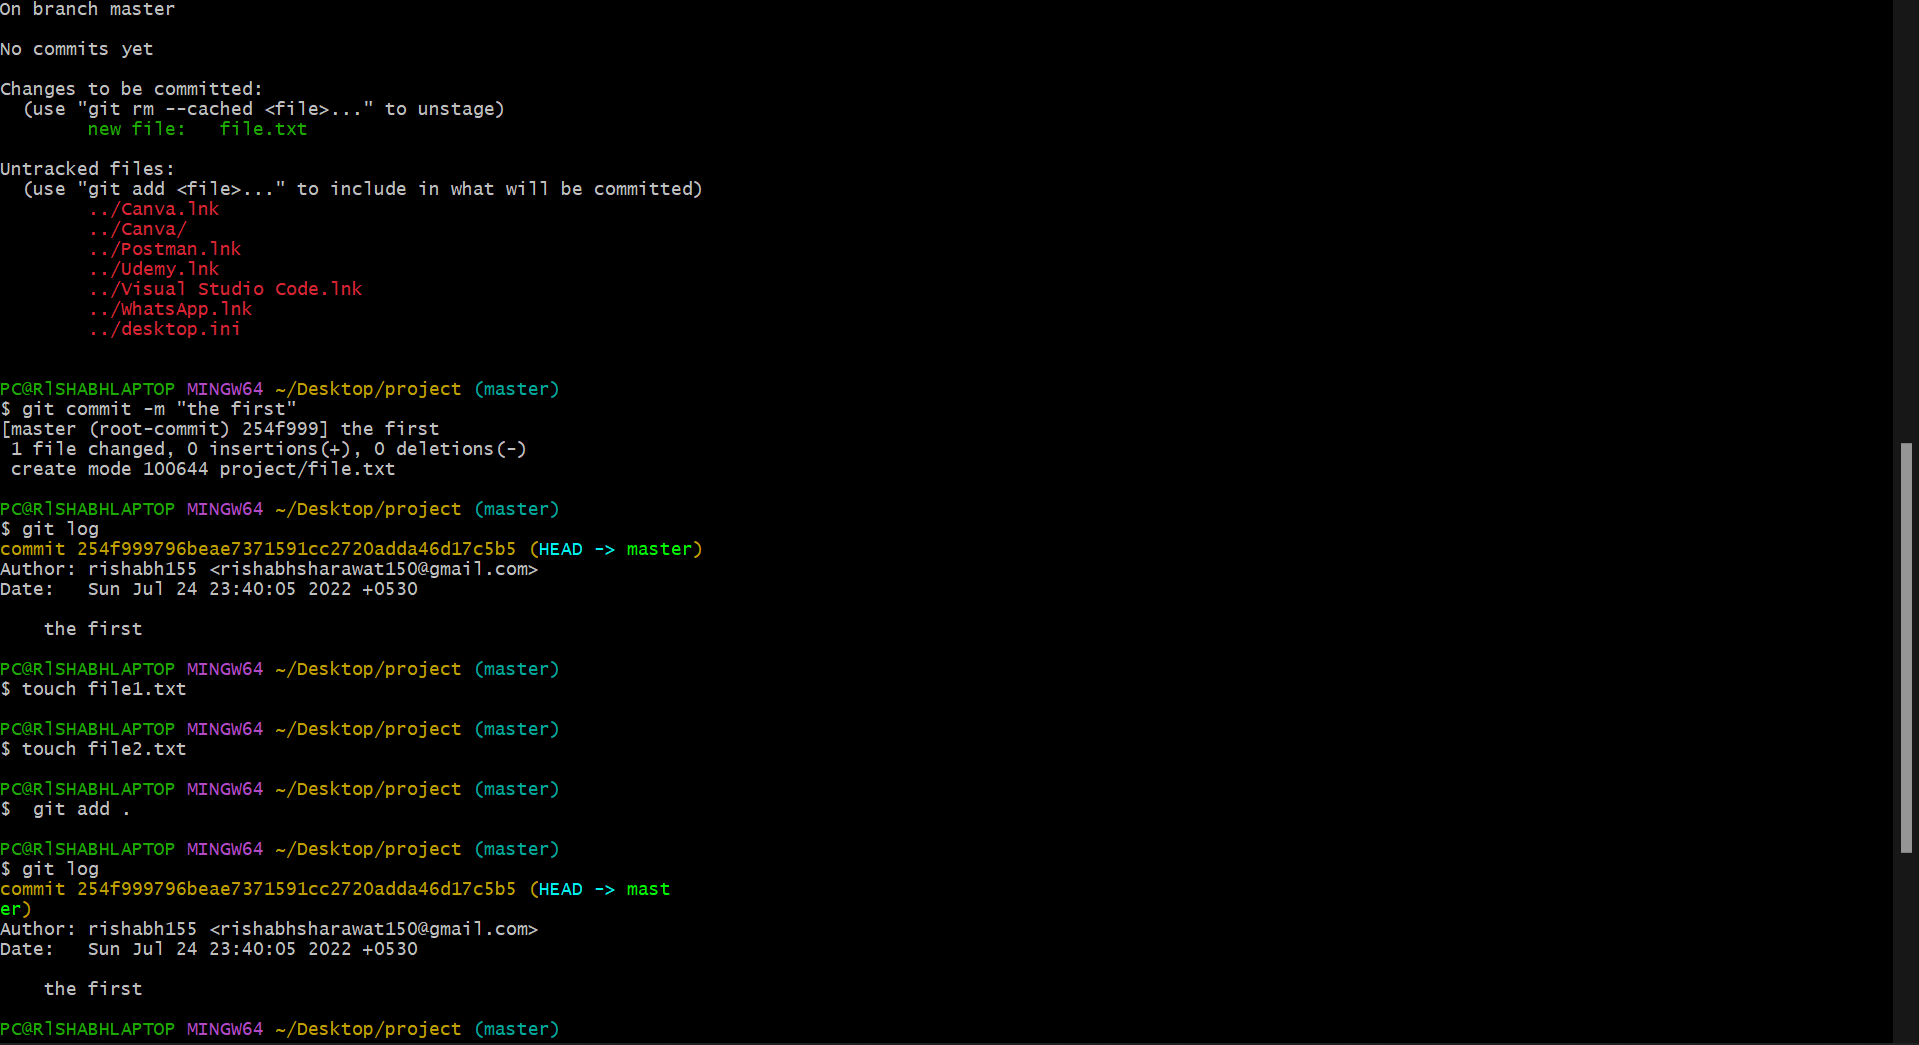 On branch master
No commits yet
Changes to be committed:
  (use "git rm --cached <file>..." to unstage)
        new file:   file.txt
Untracked files:
  (use "git add <file>..." to include in what will be committed)
        ../Canva.lnk
        ../Canva/
        ../Postman.lnk
        ../Udemy.lnk
        ../Visual Studio Code.lnk
        ../WhatsApp.lnk
        ../desktop.ini
PC@RlSHABHLAPTOP MINGW64 ~/Desktop/project (master)
$ git commit -m "the first"
[master (root-commit) 254f999] the first
 1 file changed, 0 insertions(+), 0 deletions(-)
 create mode 100644 project/file.txt
PC@RlSHABHLAPTOP MINGW64 ~/Desktop/project (master)
$ git log
commit 254f999796beae7371591cc2720adda46d17c5b5 (HEAD -> master)
Author: rishabh155 <rishabhsharawat150@gmail.com>
Date:   Sun Jul 24 23:40:05 2022 +0530
    the first
PC@RlSHABHLAPTOP MINGW64 ~/Desktop/project (master)
$ touch file1.txt
PC@RlSHABHLAPTOP MINGW64 ~/Desktop/project (master)
$ touch file2.txt
PC@RlSHABHLAPTOP MINGW64 ~/Desktop/project (master)
$  git add .
PC@RlSHABHLAPTOP MINGW64 ~/Desktop/project (master)
$ git log
commit 254f999796beae7371591cc2720adda46d17c5b5 (HEAD -> mast
er)
Author: rishabh155 <rishabhsharawat150@gmail.com>
Date:   Sun Jul 24 23:40:05 2022 +0530
    the first
PC@RlSHABHLAPTOP MINGW64 ~/Desktop/project (master)